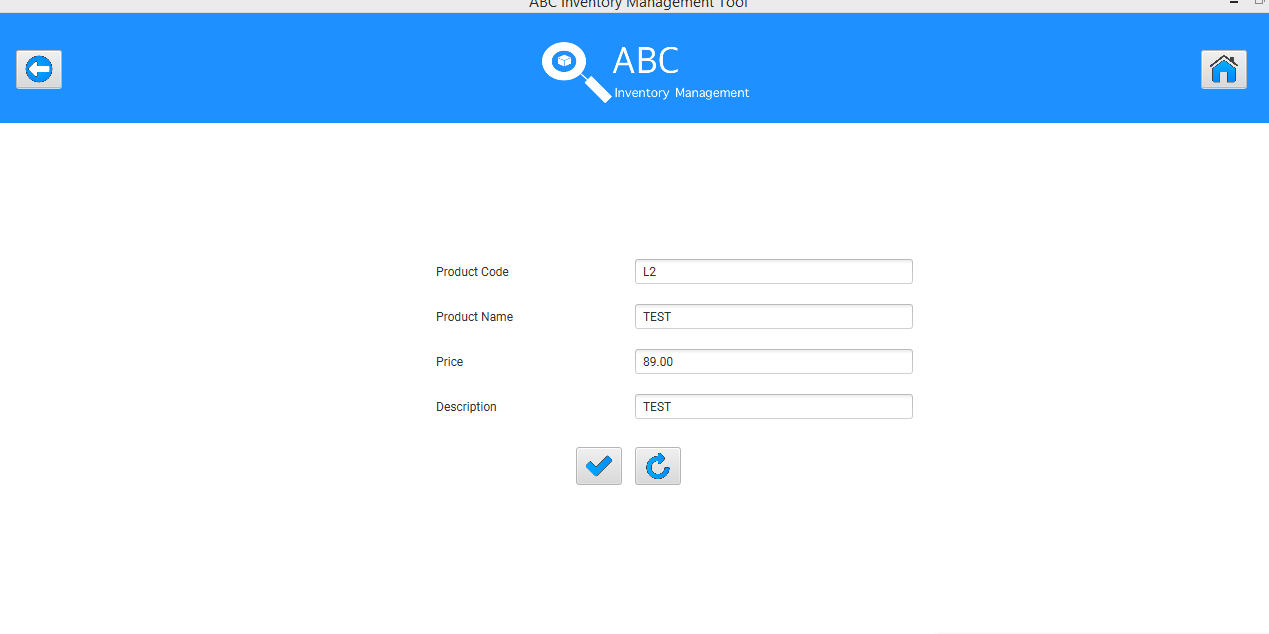 ABC Inventory Management Tool
ABC
Inventory Management
Product Code L2
Product Name TEST
Price 89.00
Description TEST